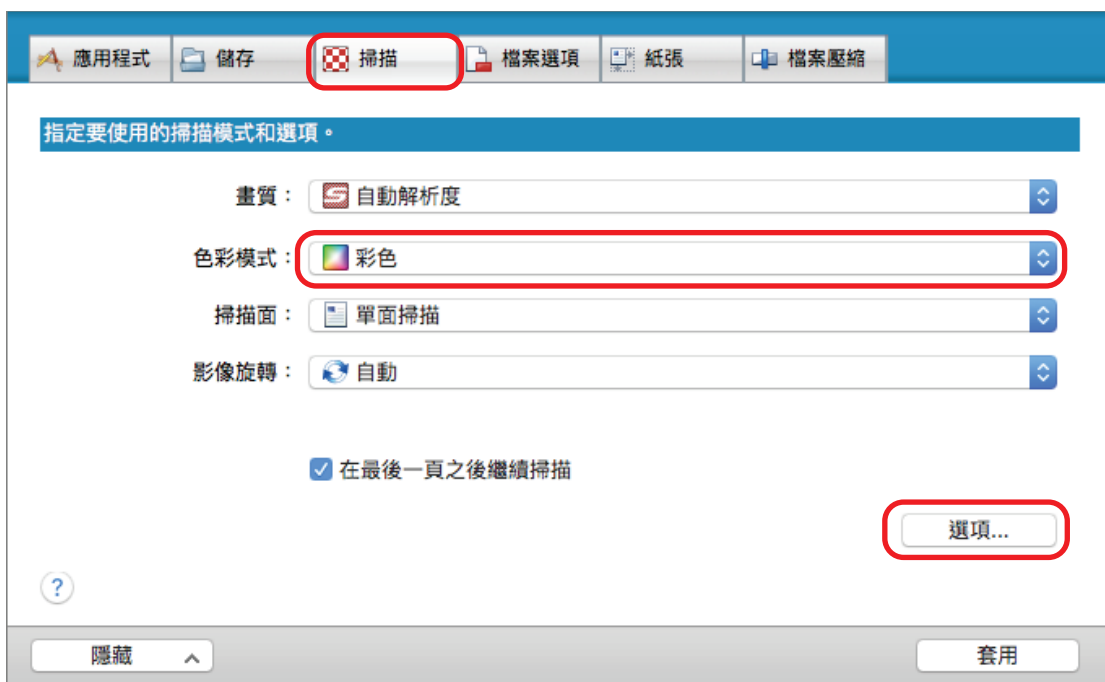 應用程式 儲存 掃描 檔案選項 紙張 檔案壓縮
指定要使用的掃描模式和選項。
畫質： 自動解析度
色彩模式： 彩色
掃描面： 單面掃描
影像旋轉： 自動
在最後一頁之後繼續掃描
選項...
?
隱藏 套用